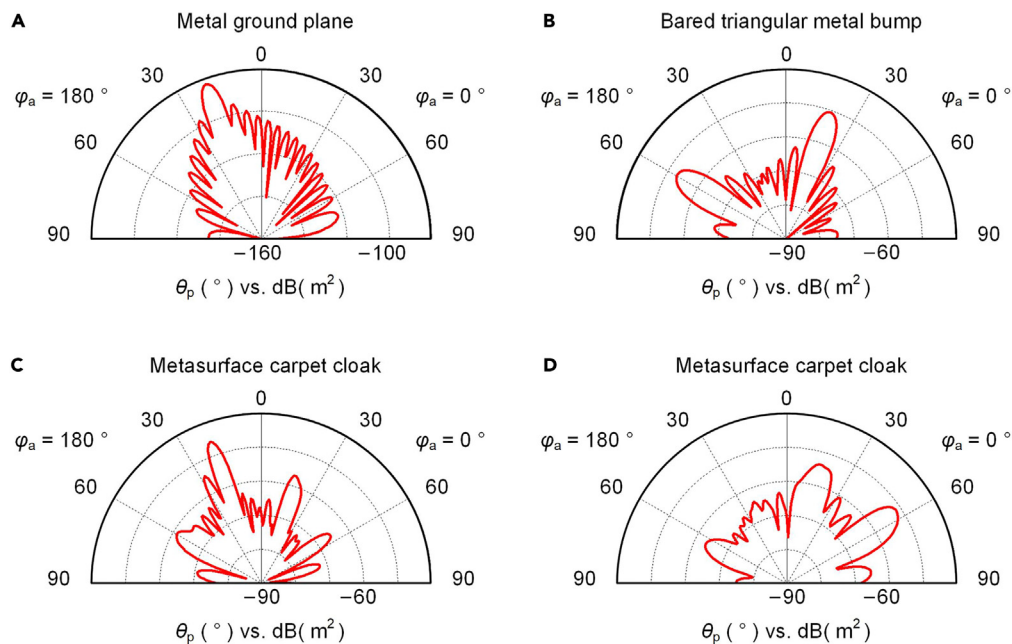 A
Metal ground plane
0
30 30
φa = 180 ° φa = 0 °
60 60
90 90
−160 −100
θp ( ° ) vs. dB( m2 )
B
Bared triangular metal bump
0
30 30
φa = 180 ° φa = 0 °
60 60
90 90
−90 −60
θp ( ° ) vs. dB( m2 )
C
Metasurface carpet cloak
0
30 30
φa = 180 ° φa = 0 °
60 60
90 90
−90 −60
θp ( ° ) vs. dB( m2 )
D
Metasurface carpet cloak
0
30 30
φa = 180 ° φa = 0 °
60 60
90 90
−90 −60
θp ( ° ) vs. dB( m2 )